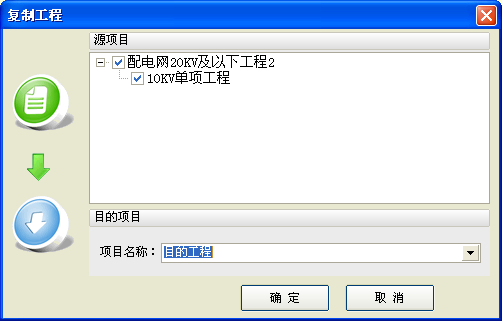 复制工程
源项目
配电网20KV及以下工程2
10KV单项工程
目的项目
项目名称： 目的工程
确 定 取 消